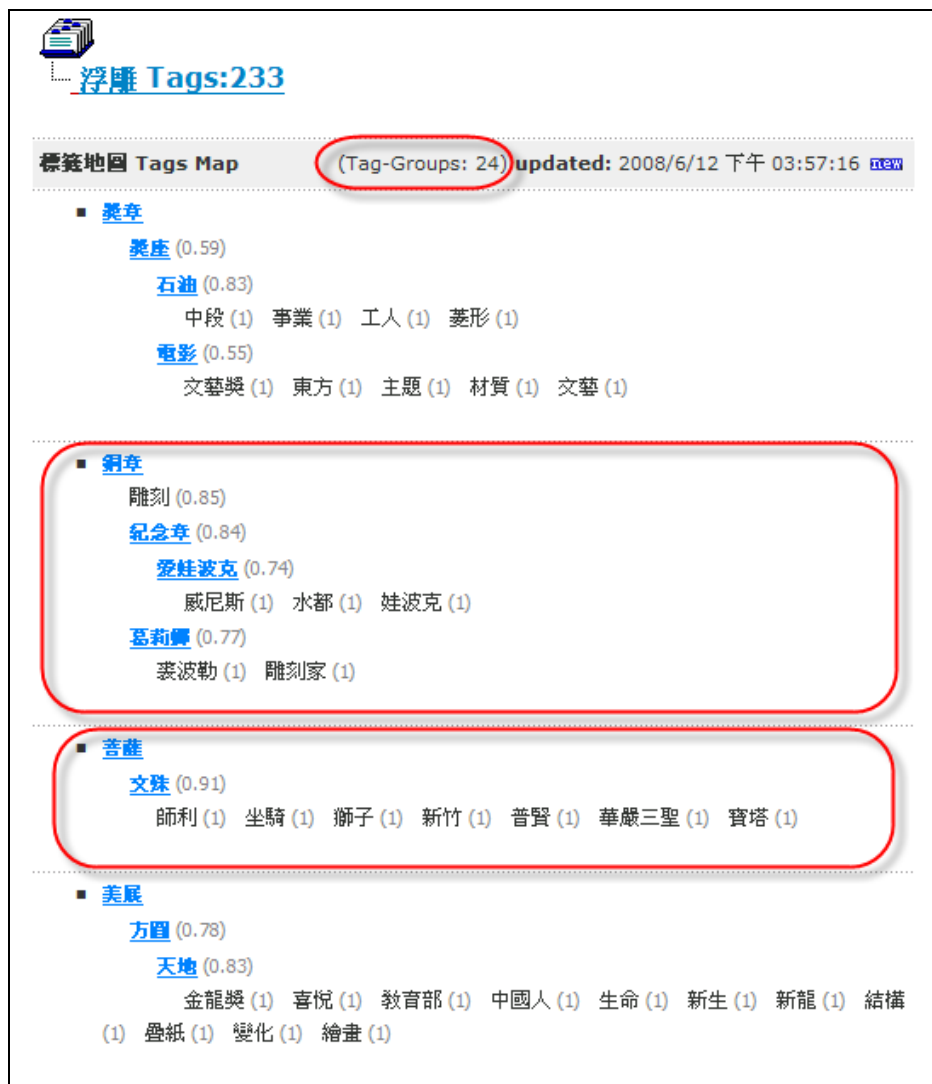 浮雕 Tags:233
標籤地圖 Tags Map (Tag-Groups: 24) updated: 2008/6/12 下午 03:57:16 new
▪ 獎章
獎座 (0.59)
石油 (0.83)
中段 (1) 事業 (1) 工人 (1) 菱形 (1)
電影 (0.55)
文藝獎 (1) 東方 (1) 主題 (1) 材質 (1) 文藝 (1)
▪ 銅章
雕刻 (0.85)
紀念章 (0.84)
愛蛙波克 (0.74)
威尼斯 (1) 水都 (1) 娃波克 (1)
葛莉蟬 (0.77)
裘波勒 (1) 雕刻家 (1)
▪ 菩薩
文殊 (0.91)
師利 (1) 坐騎 (1) 獅子 (1) 新竹 (1) 普賢 (1) 華嚴三聖 (1) 寶塔 (1)
▪ 美展
方圓 (0.78)
天地 (0.83)
金龍獎 (1) 喜悅 (1) 教育部 (1) 中國人 (1) 生命 (1) 新生 (1) 新龍 (1) 結構
(1) 疊紙 (1) 變化 (1) 繪畫 (1)